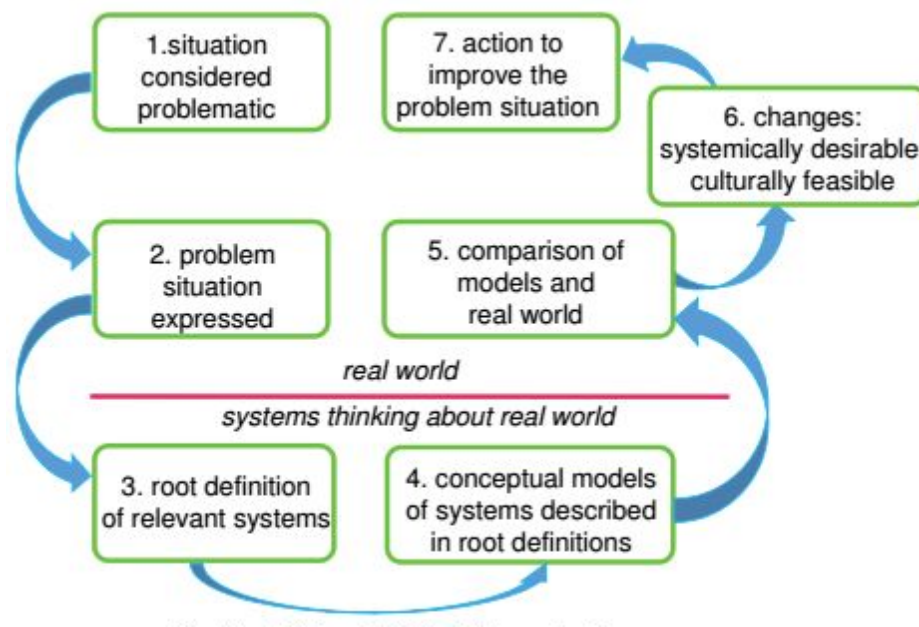 1.situation
considered
problematic
7. action to
improve the
problem situation
6. changes:
systemically desirable
culturally feasible
2. problem
situation
expressed
5. comparison of
models and
real world
real world
systems thinking about real world
3. root definition
of relevant systems
4. conceptual models
of systems described
in root definitions